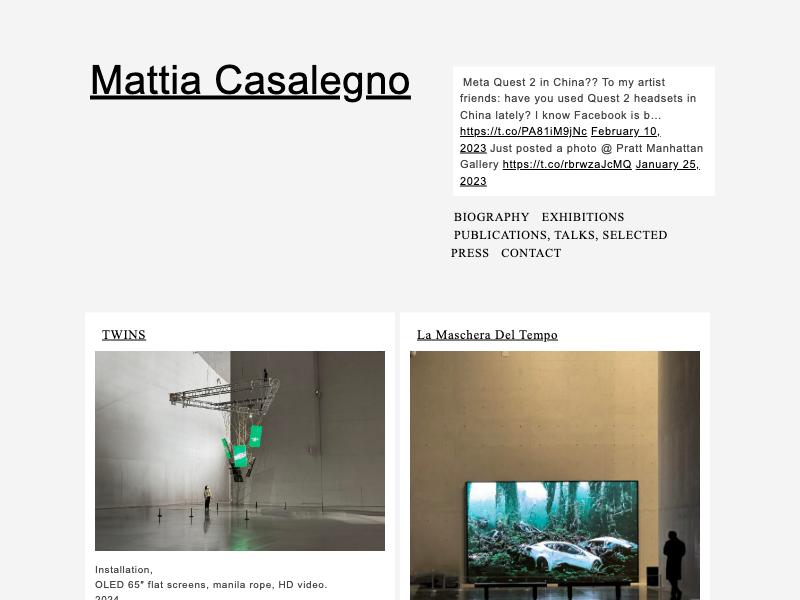 Mattia Casalegno
Meta Quest 2 in China?? To my artist
friends: have you used Quest 2 headsets in
China lately? I know Facebook is b...
https://t.co/PA81iM9jNc February 10,
2023 Just posted a photo @ Pratt Manhattan
Gallery https://t.co/rbrwzaJcMQ January 25,
2023
BIOGRAPHY EXHIBITIONS
PUBLICATIONS, TALKS, SELECTED
PRESS CONTACT
TWINS
La Maschera Del Tempo
Installation,
OLED 65″ flat screens, manila rope, HD video.
2024